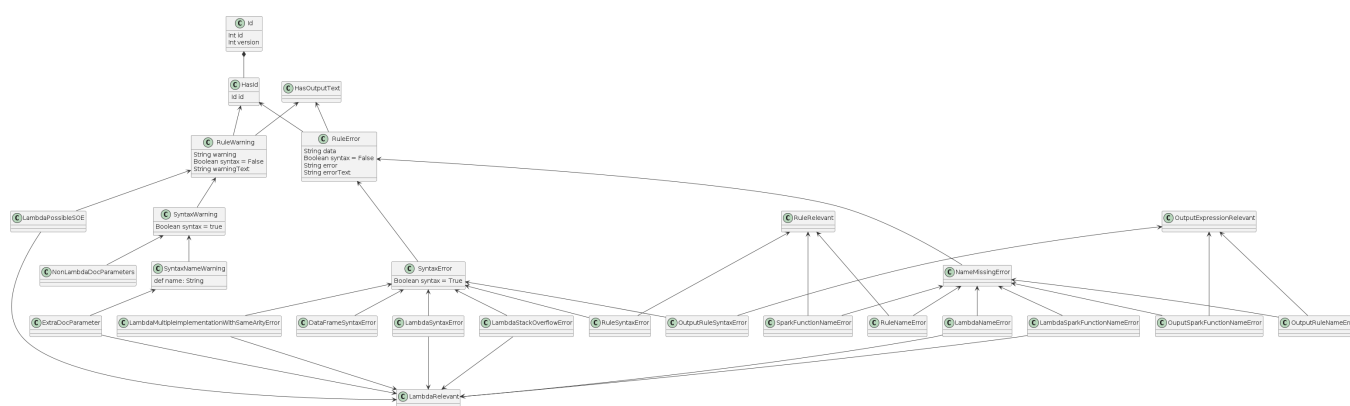 C Id
Int id
Int version
C HasId
Id id
C HasOutputText
C RuleWarning
String warning
Boolean syntax = False
String warningText
C RuleError
String data
Boolean syntax = False
String error
String errorText
C LambdaPossibleSOE
C SyntaxWarning
Boolean syntax = true
C RuleRelevant
C OutputExpressionRelevant
C NonLambdaDocParameters
C SyntaxNameWarning
def name: String
C SyntaxError
Boolean syntax = True
C NameMissingError
C ExtraDocParameter
C LambdaMultipleImplementationWithSameArityError
C DataFrameSyntaxError
C LambdaSyntaxError
C LambdaStackOverflowError
C RuleSyntaxError
C OutputRuleSyntaxError
C SparkFunctionNameError
C RuleNameError
C LambdaNameError
C LambdaSparkFunctionNameError
C OuputSparkFunctionNameError
C OutputRuleNameErr
C LambdaRelevant